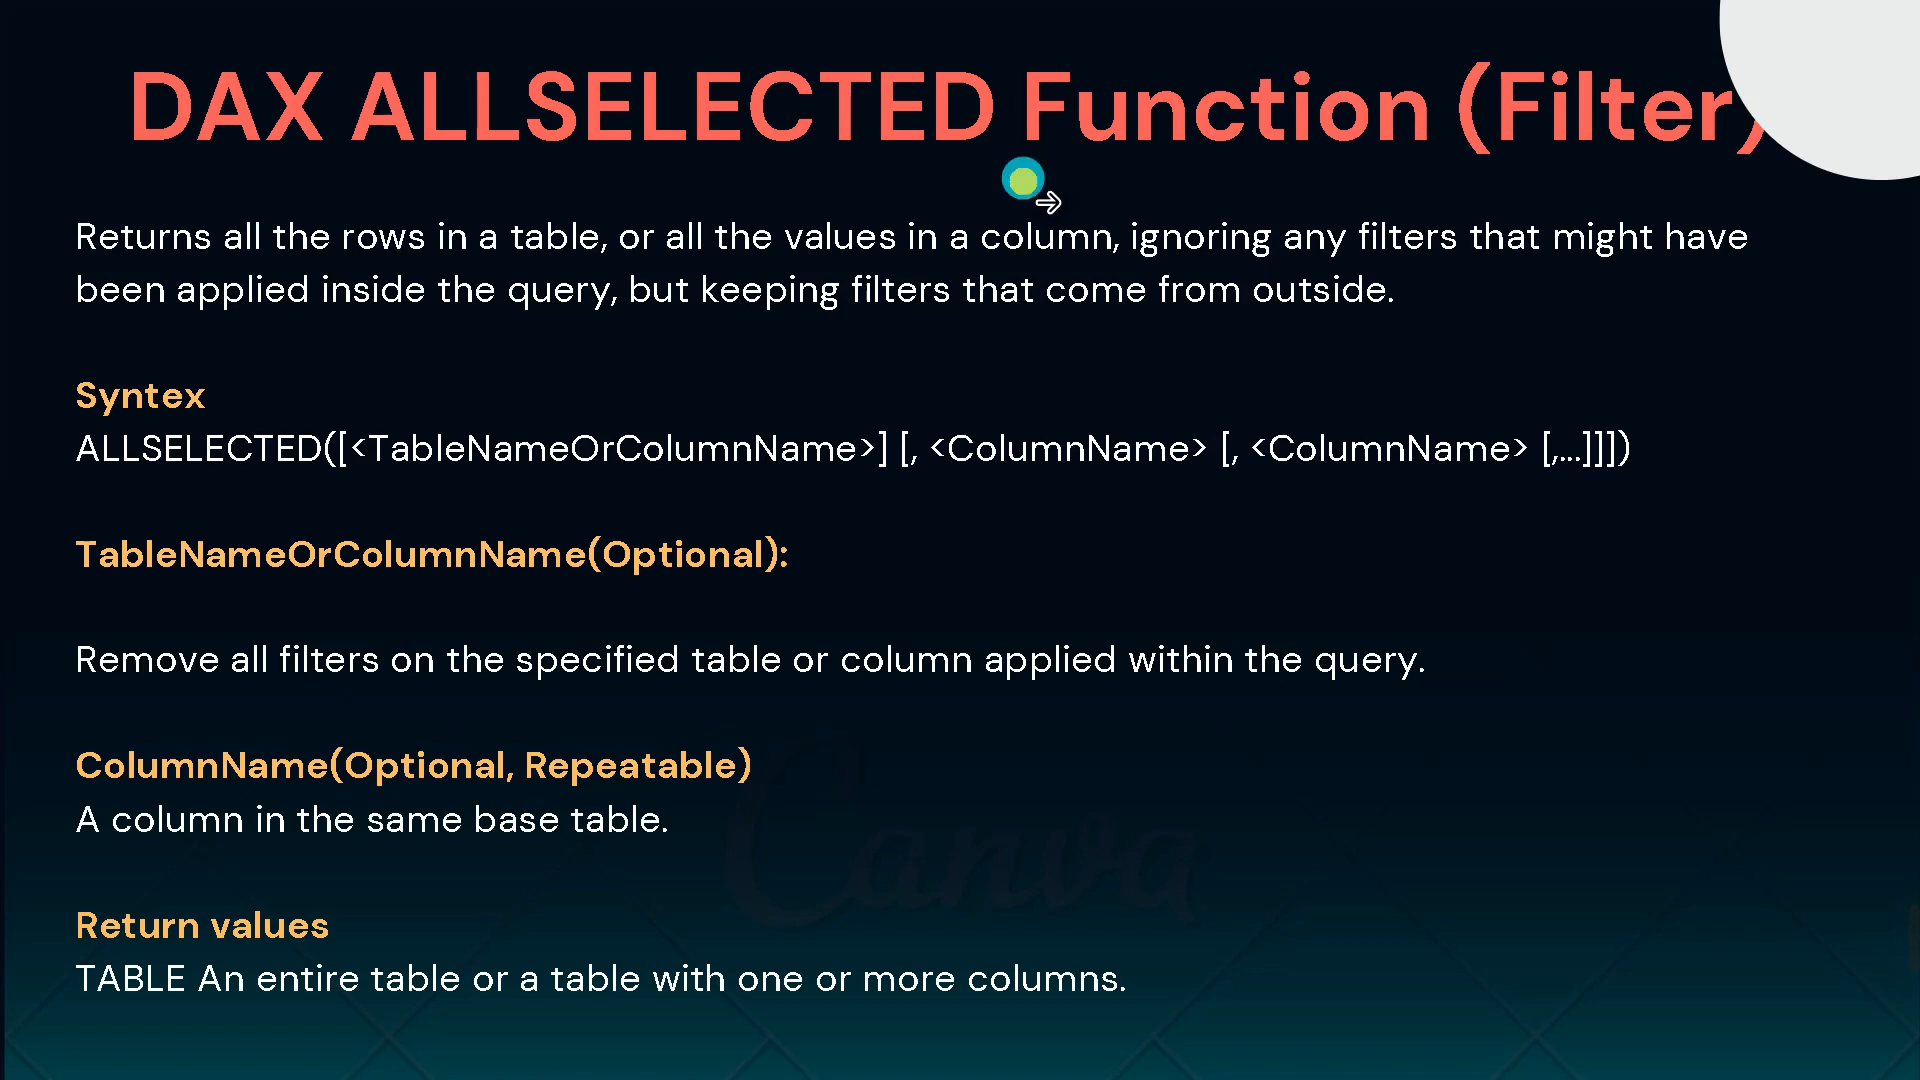 DAX ALLSELECTED Function (Filter)
Returns all the rows in a table, or all the values in a column, ignoring any filters that might have
been applied inside the query, but keeping filters that come from outside.
Syntex
ALLSELECTED([<TableNameOrColumnName>] [, <ColumnName> [, <ColumnName> [,...]]])
TableNameOrColumnName(Optional):
Remove all filters on the specified table or column applied within the query.
ColumnName(Optional, Repeatable)
A column in the same base table.
Canva
Return values
TABLE An entire table or a table with one or more columns.